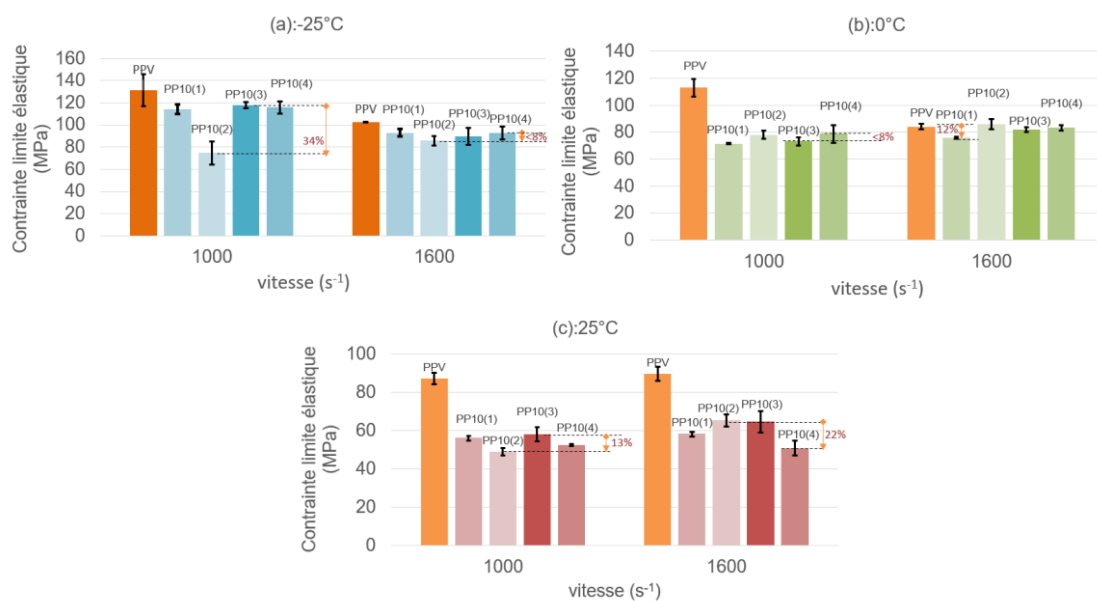 (a):-25°C
Contrainte limite élastique
(MPa)
160
140
120
100
80
60
40
20
0
PPV
PP10(1)
PP10(2)
PP10(3)
PP10(4)
34%
PPV
PP10(1)
PP10(2)
PP10(3)
PP10(4)
<8%
1000
1600
vitesse (s-1)
(b):0°C
Contrainte limite élastique
(MPa)
140
120
100
80
60
40
20
0
PPV
PP10(1)
PP10(2)
PP10(3)
PP10(4)
<8%
PPV
12%
PP10(1)
PP10(2)
PP10(3)
PP10(4)
1000
1600
vitesse (s-1)
(c):25°C
Contrainte limite élastique
(MPa)
100
80
60
40
20
0
PPV
PP10(1)
PP10(2)
PP10(3)
PP10(4)
13%
PPV
PP10(1)
PP10(2)
PP10(3)
PP10(4)
22%
1000
1600
vitesse (s-1)